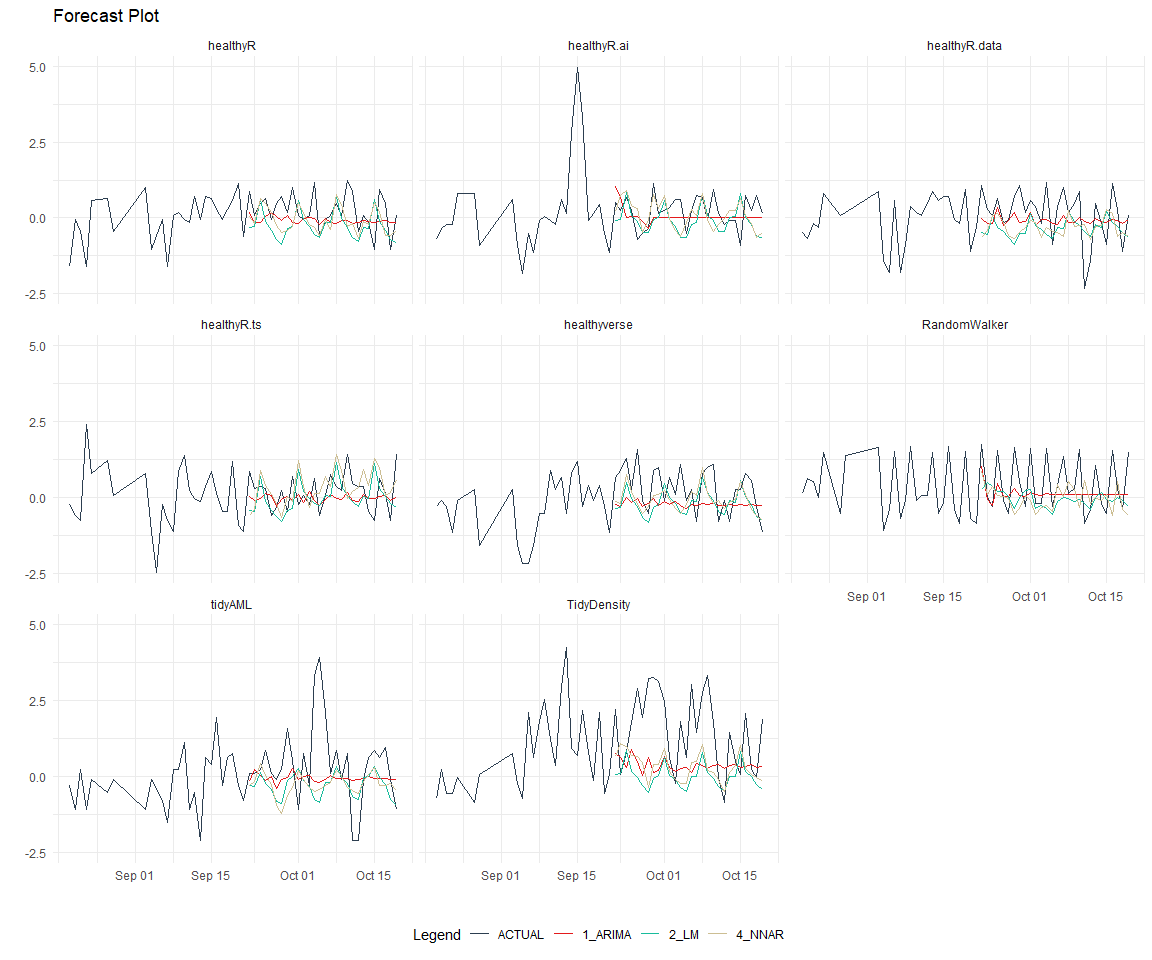 Forecast Plot
healthyR healthyR.ai healthyR.data
5.0
2.5
0.0
-2.5
healthyR.ts healthyverse RandomWalker
5.0
2.5
0.0
-2.5
Sep 01 Sep 15 Oct 01 Oct 15
tidyAML TidyDensity
5.0
2.5
0.0
-2.5
Sep 01 Sep 15 Oct 01 Oct 15 Sep 01 Sep 15 Oct 01 Oct 15
Legend ACTUAL 1_ARIMA 2_LM 4_NNAR